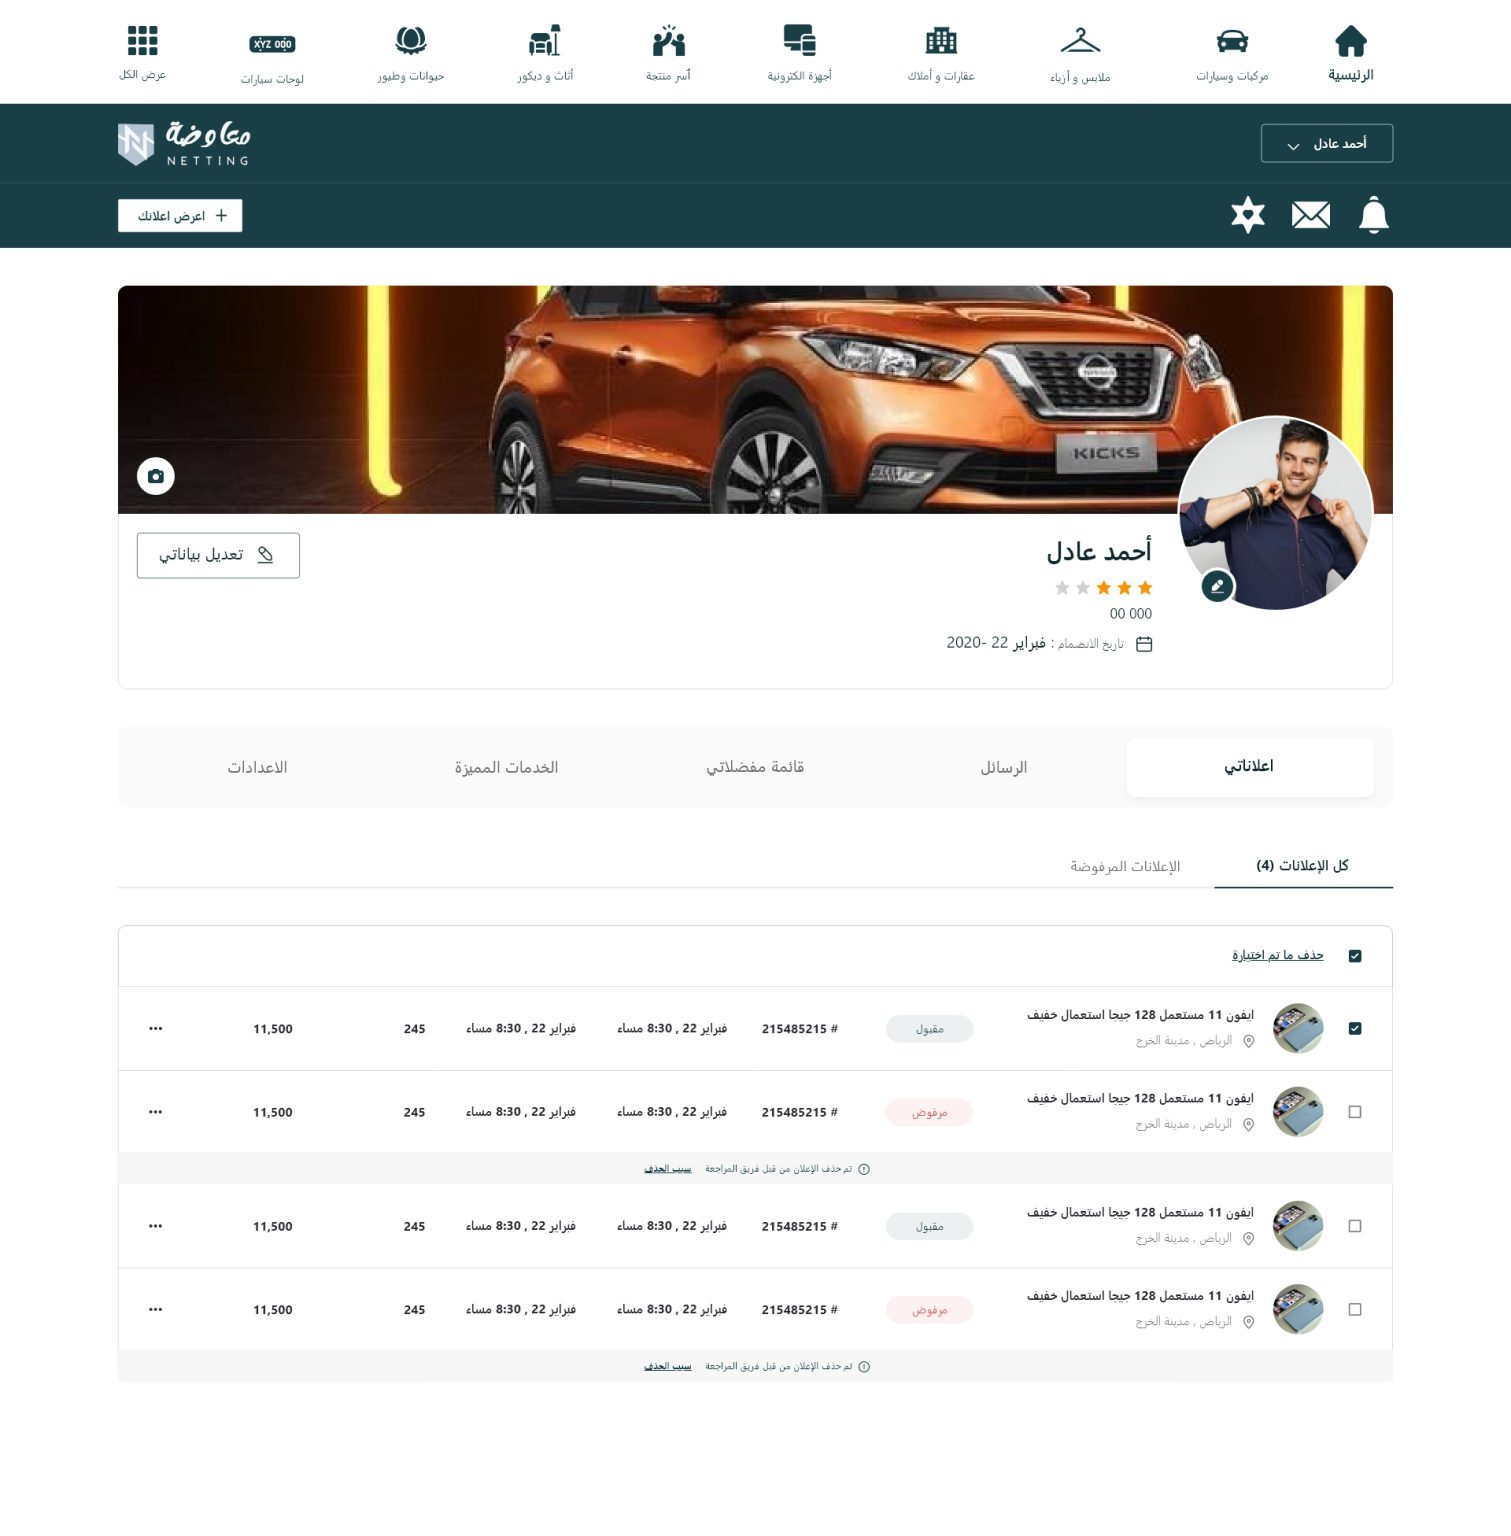 الرئيسية
مركبات وسيارات
ملابس و أزياء
عقارات و أملاك
أجهزة الكترونية
أسر منتجة
أثاث و ديكور
حيوانات وطيور
XYZ 000
لوحات سيارات
عرض الكل
أحمد عادل
معاوضة
NETTING
+ اعرض اعلانك
KICKS
أحمد عادل
تعديل بياناتي
00 000
تاريخ الانضمام : فبراير 22 -2020
اعلاناتي
الرسائل
قائمة مفضلاتي
الخدمات المميزة
الاعدادات
كل الإعلانات (4)
الإعلانات المرفوضة
حذف ما تم اختيارة
ايفون 11 مستعمل 128 جيجا استعمال خفيف
الرياض , مدينة الخرج
مقبول
# 215485215
فبراير 22 , 8:30 مساء
فبراير 22 , 8:30 مساء
245
11,500
ايفون 11 مستعمل 128 جيجا استعمال خفيف
الرياض , مدينة الخرج
مرفوض
# 215485215
فبراير 22 , 8:30 مساء
فبراير 22 , 8:30 مساء
245
11,500
تم حذف الإعلان من قبل فريق المراجعة سبب الحذف
ايفون 11 مستعمل 128 جيجا استعمال خفيف
الرياض , مدينة الخرج
مقبول
# 215485215
فبراير 22 , 8:30 مساء
فبراير 22 , 8:30 مساء
245
11,500
ايفون 11 مستعمل 128 جيجا استعمال خفيف
الرياض , مدينة الخرج
مرفوض
# 215485215
فبراير 22 , 8:30 مساء
فبراير 22 , 8:30 مساء
245
11,500
تم حذف الإعلان من قبل فريق المراجعة سبب الحذف